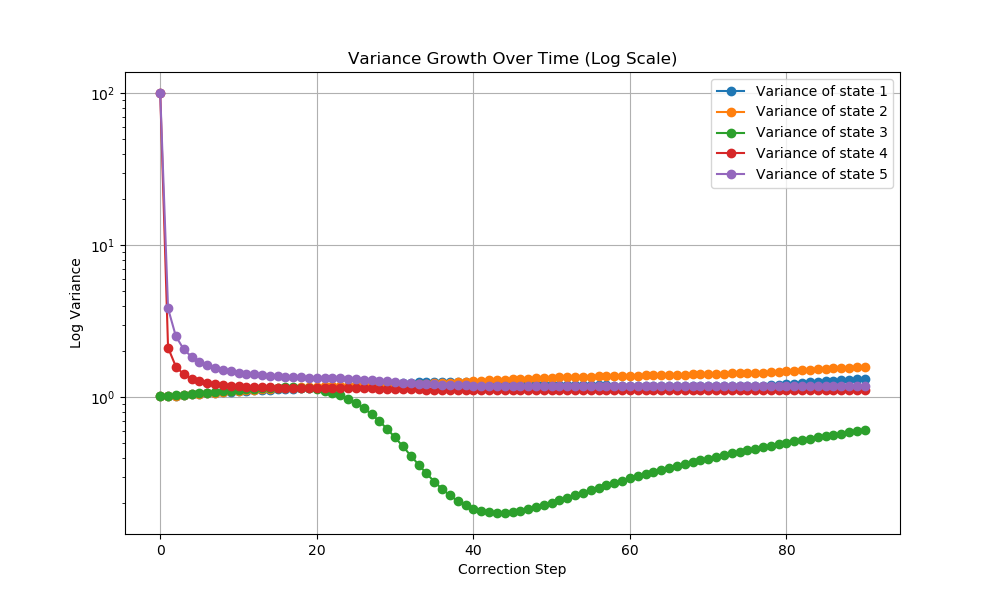 Variance Growth Over Time (Log Scale)
Log Variance
10²
10¹
10⁰
Variance of state 1
Variance of state 2
Variance of state 3
Variance of state 4
Variance of state 5
0 20 40 60 80
Correction Step